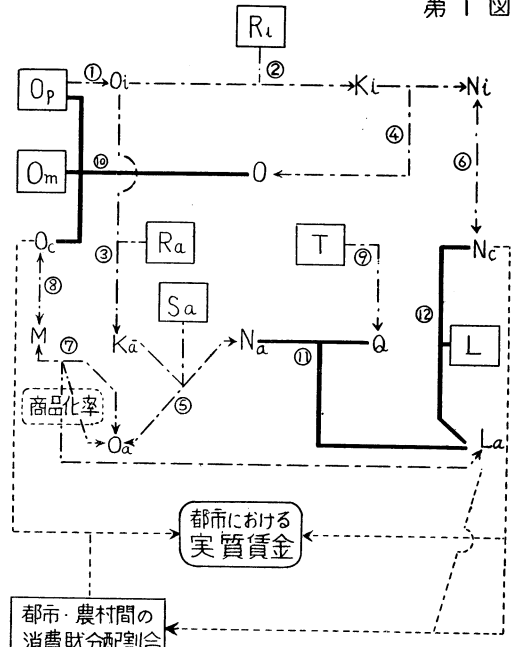 第1図
Ri
① Oi ② Ki Ni
Op
④ ⑥
Om ⑩ O
Oc ③ Ra T ⑨ Nc
⑧ Sa ⑫
M Ka Na Q L
⑦ ⑪
商品化率 ⑤
Oa La
都市における
実質賃金
都市・農村間の
消費財分配割合